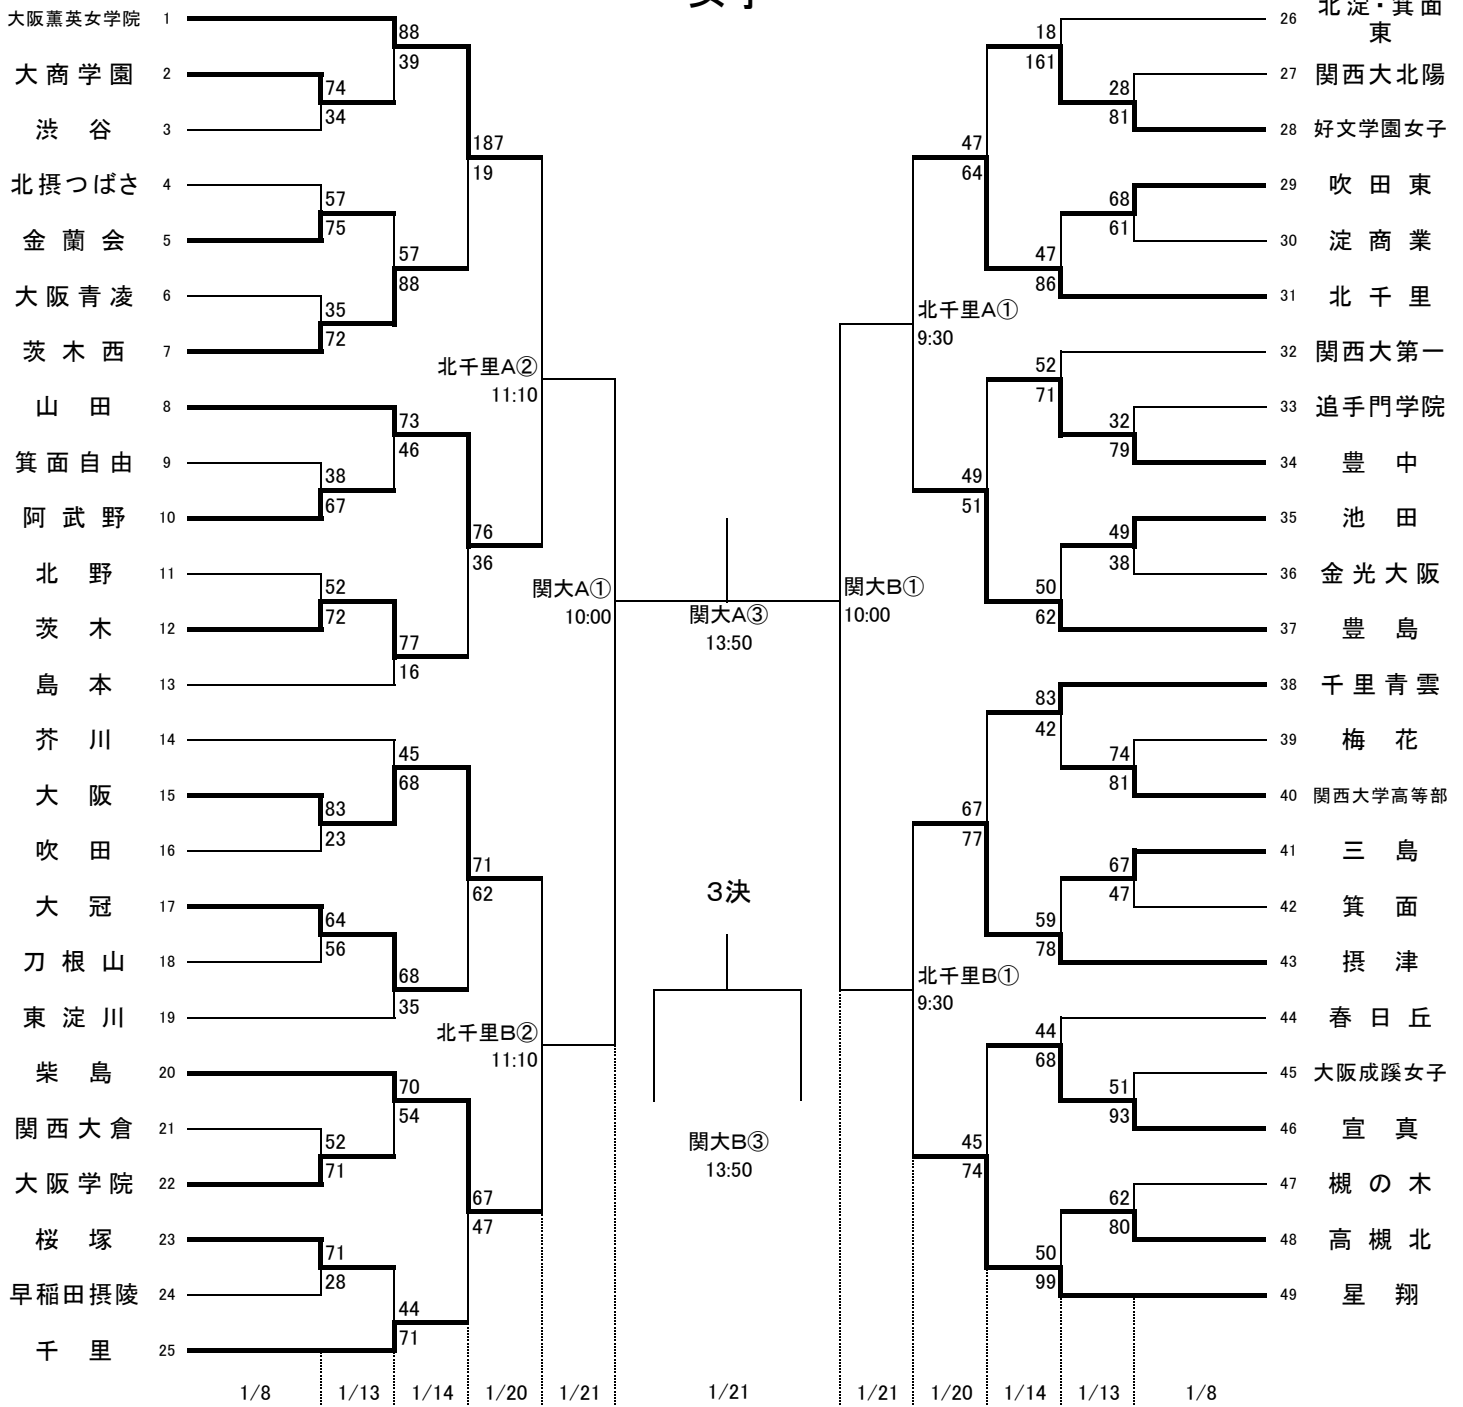 大阪薫英女学院 1
大商学園 2
渋谷 3
北摂つばさ 4
金蘭会 5
大阪青凌 6
茨木西 7
山田 8
箕面自由 9
阿武野 10
北野 11
茨木 12
島本 13
芥川 14
大阪 15
吹田 16
大冠 17
刀根山 18
東淀川 19
柴島 20
関西大倉 21
大阪学院 22
桜塚 23
早稲田摂陵 24
千里 25
74
34
57
75
35
72
38
67
52
72
83
23
64
56
52
71
71
28
88
39
57
88
73
46
77
16
45
68
68
35
70
54
44
71
187
19
76
36
71
62
67
47
北千里A②
11:10
北千里B②
11:10
関大A①
10:00
関大A③
13:50
3決
関大B③
13:50
関大B①
10:00
北千里A①
9:30
北千里B①
9:30
47
64
49
51
67
77
45
74
18
161
47
86
52
71
50
62
83
42
59
78
44
68
50
99
28
81
68
61
32
79
49
38
74
81
67
47
51
93
62
80
26 北淀・箕面
東
27 関西大北陽
28 好文学園女子
29 吹田東
30 淀商業
31 北千里
32 関西大第一
33 追手門学院
34 豊中
35 池田
36 金光大阪
37 豊島
38 千里青雲
39 梅花
40 関西大学高等部
41 三島
42 箕面
43 摂津
44 春日丘
45 大阪成蹊女子
46 宣真
47 槻の木
48 高槻北
49 星翔
1/8 1/13 1/14 1/20 1/21 1/21 1/21 1/20 1/14 1/13 1/8